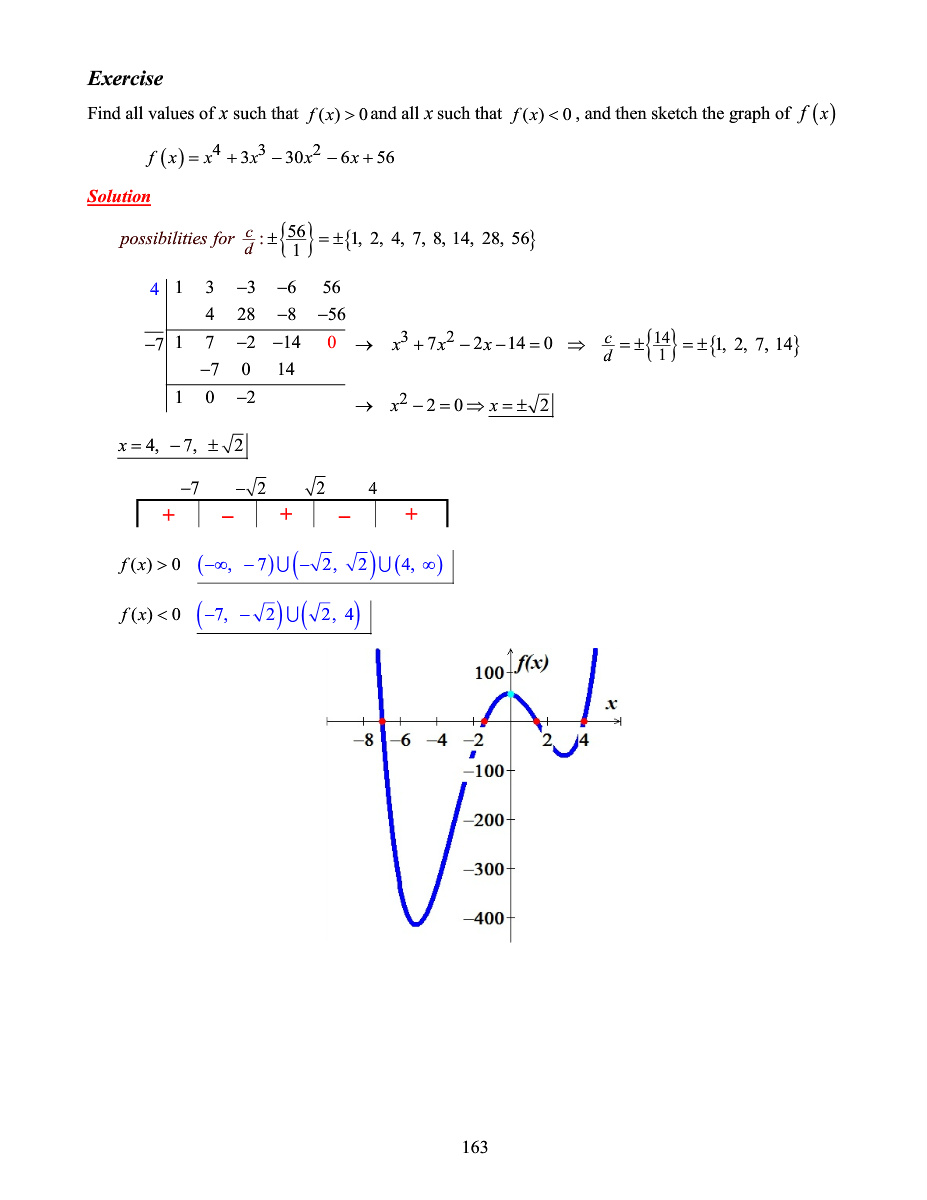 Exercise
Find all values of x such that f(x) > 0 and all x such that f(x) < 0 , and then sketch the graph of f(x)
f(x) = x⁴ + 3x³ − 30x² − 6x + 56
Solution
possibilities for c/d : ±{56/1} = ±{1, 2, 4, 7, 8, 14, 28, 56}
4 | 1 3 −3 −6 56
4 28 −8 −56
−7 | 1 7 −2 −14 0 → x³ + 7x² − 2x − 14 = 0 ⇒ c/d = ±{14/1} = ±{1, 2, 7, 14}
−7 0 14
1 0 −2
→ x² − 2 = 0 ⇒ x = ±√2
x = 4, −7, ±√2
−7 −√2 √2 4
+ − + − +
f(x) > 0 (−∞, −7)∪(−√2, √2)∪(4, ∞)
f(x) < 0 (−7, −√2)∪(√2, 4)
f(x)
100
x
−8 −6 −4 −2 2 4
−100
−200
−300
−400
163